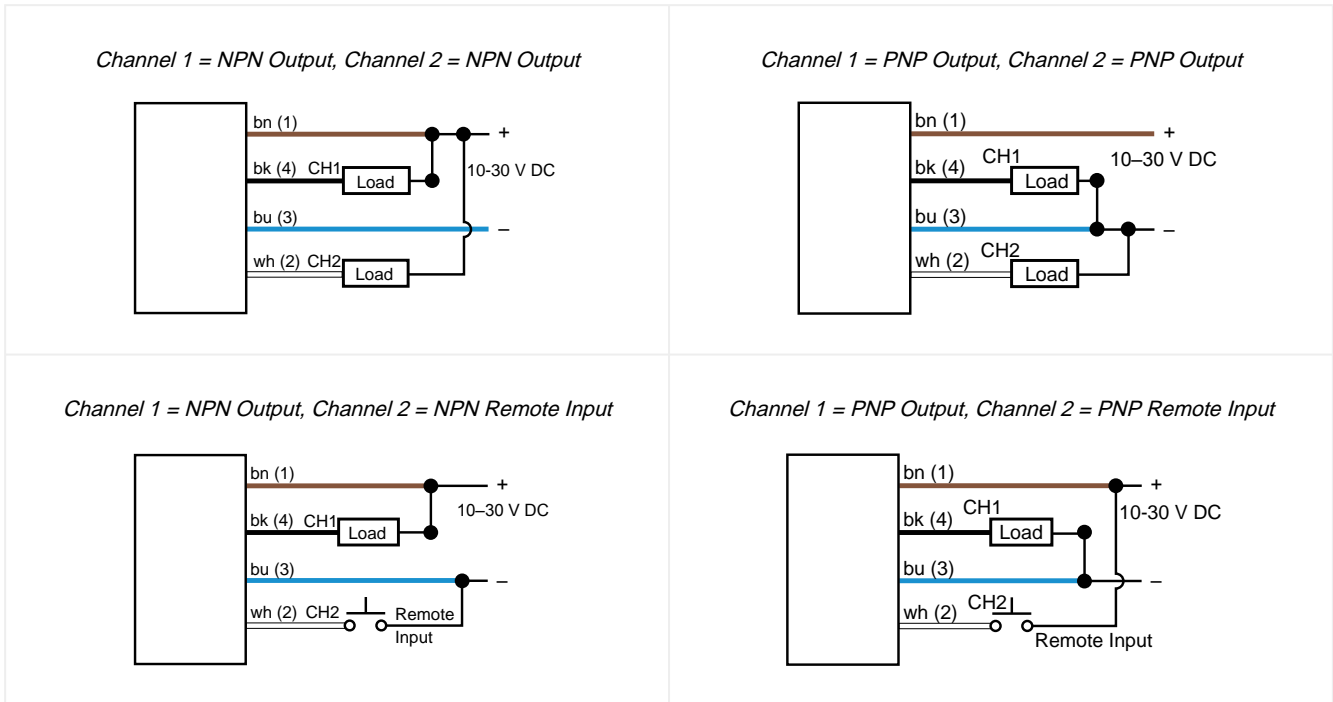 Channel 1 = NPN Output, Channel 2 = NPN Output
bn (1)
+
bk (4) CH1
Load
10-30 V DC
bu (3)
–
wh (2) CH2
Load
Channel 1 = PNP Output, Channel 2 = PNP Output
bn (1)
+
CH1
10–30 V DC
bk (4)
Load
bu (3)
–
CH2
wh (2)
Load
Channel 1 = NPN Output, Channel 2 = NPN Remote Input
bn (1)
+
10–30 V DC
bk (4) CH1
Load
bu (3)
–
wh (2) CH2
Remote
Input
Channel 1 = PNP Output, Channel 2 = PNP Remote Input
bn (1)
+
CH1
10-30 V DC
bk (4)
Load
bu (3)
–
CH2
wh (2)
Remote Input